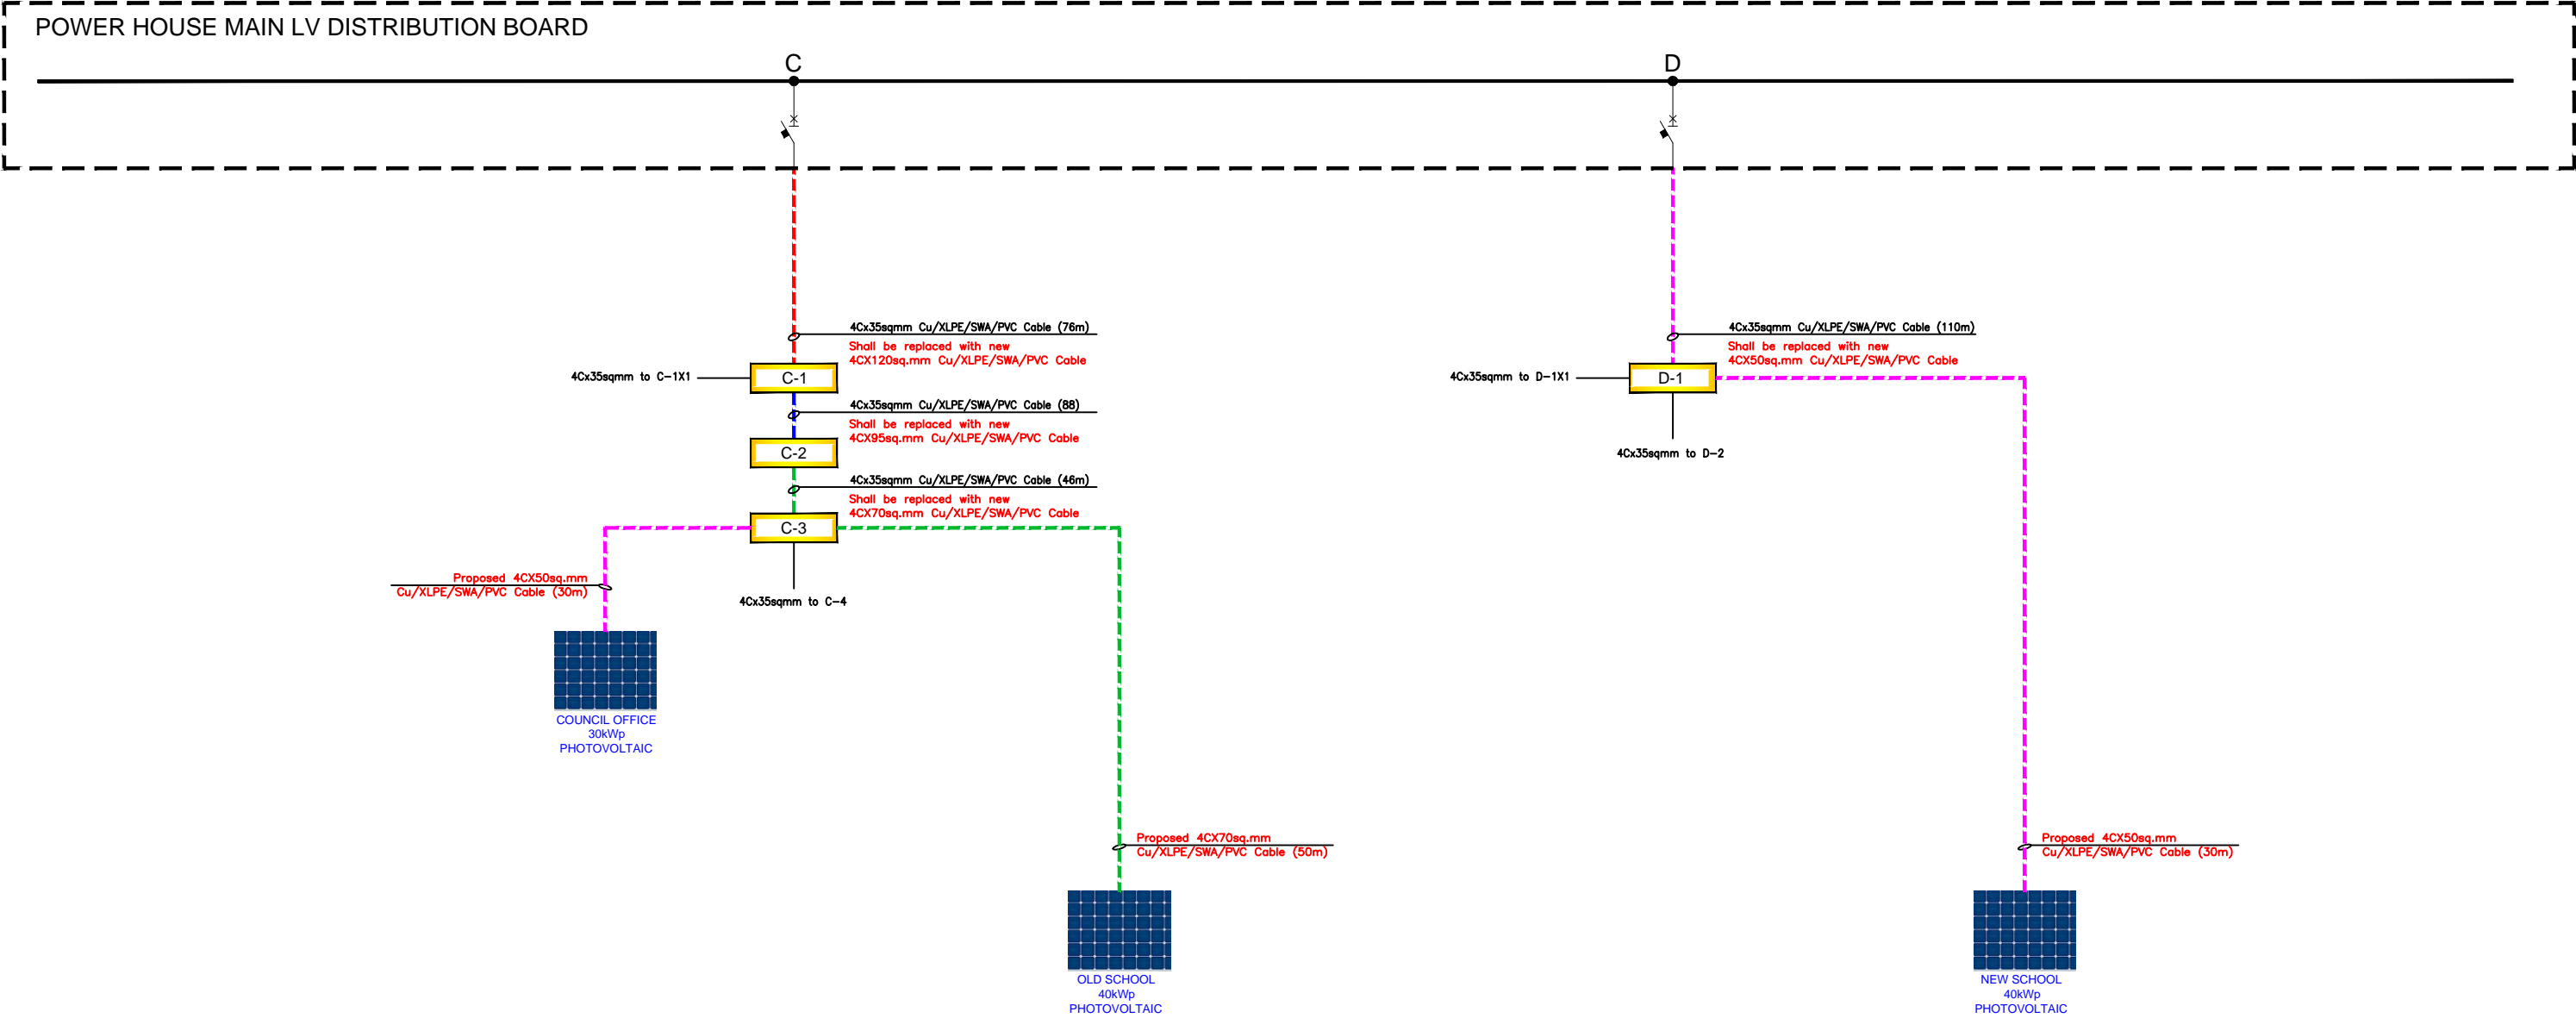 POWER HOUSE MAIN LV DISTRIBUTION BOARD
C
D
4Cx35sqmm Cu/XLPE/SWA/PVC Cable (76m)
Shall be replaced with new
4CX120sq.mm Cu/XLPE/SWA/PVC Cable
4Cx35sqmm to C-1X1
C-1
4Cx35sqmm Cu/XLPE/SWA/PVC Cable (88)
Shall be replaced with new
4CX95sq.mm Cu/XLPE/SWA/PVC Cable
C-2
4Cx35sqmm Cu/XLPE/SWA/PVC Cable (46m)
Shall be replaced with new
4CX70sq.mm Cu/XLPE/SWA/PVC Cable
C-3
Proposed 4CX50sq.mm
Cu/XLPE/SWA/PVC Cable (30m)
4Cx35sqmm to C-4
COUNCIL OFFICE
30kWp
PHOTOVOLTAIC
Proposed 4CX70sq.mm
Cu/XLPE/SWA/PVC Cable (50m)
OLD SCHOOL
40kWp
PHOTOVOLTAIC
4Cx35sqmm Cu/XLPE/SWA/PVC Cable (110m)
Shall be replaced with new
4CX50sq.mm Cu/XLPE/SWA/PVC Cable
4Cx35sqmm to D-1X1
D-1
4Cx35sqmm to D-2
Proposed 4CX50sq.mm
Cu/XLPE/SWA/PVC Cable (30m)
NEW SCHOOL
40kWp
PHOTOVOLTAIC